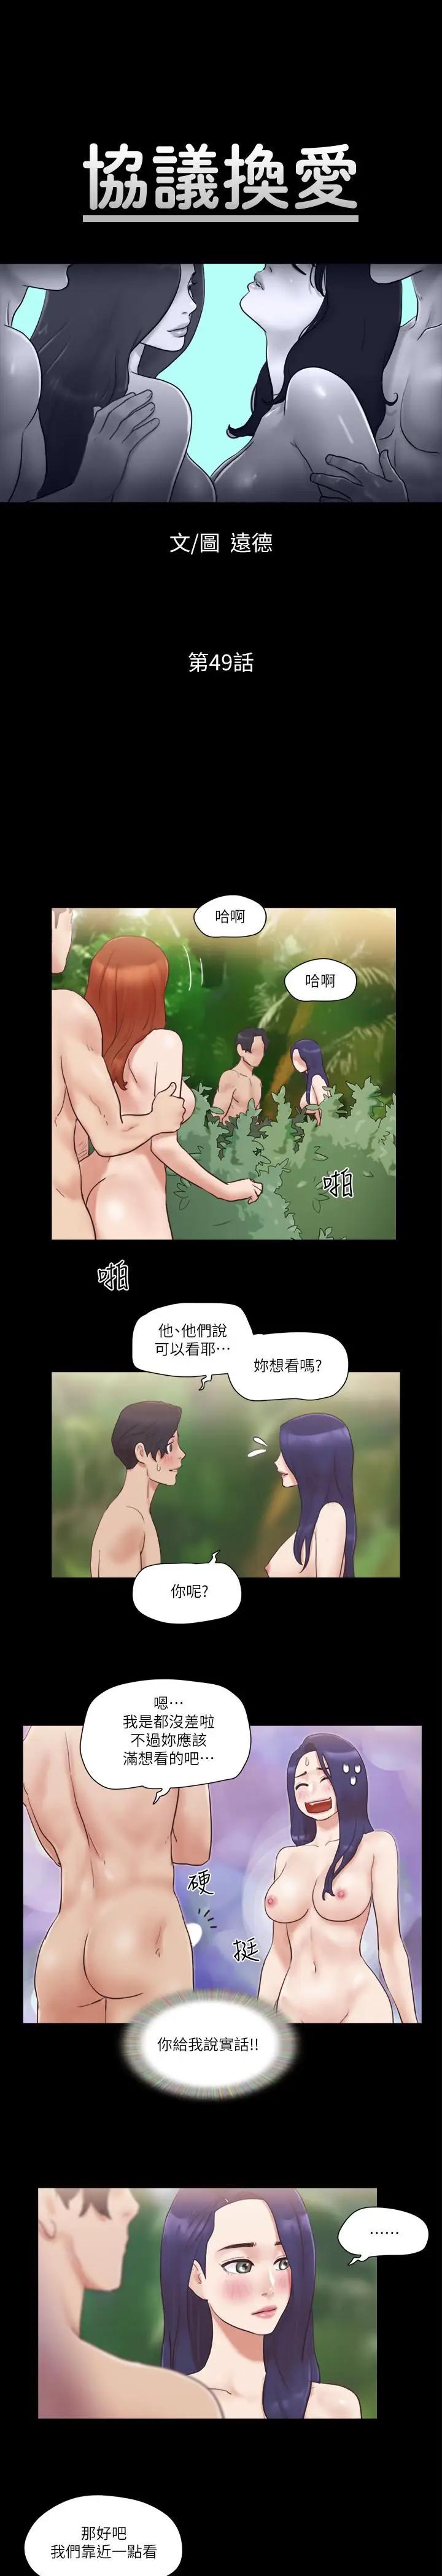 協議換愛
文/圖 遠德
第49話
哈啊
哈啊
啪
啪
他、他們說
可以看耶…
妳想看嗎?
你呢?
嗯…
我是都沒差啦
不過妳應該
滿想看的吧…
硬
挺
你給我說實話!!
……
那好吧
我們靠近一點看